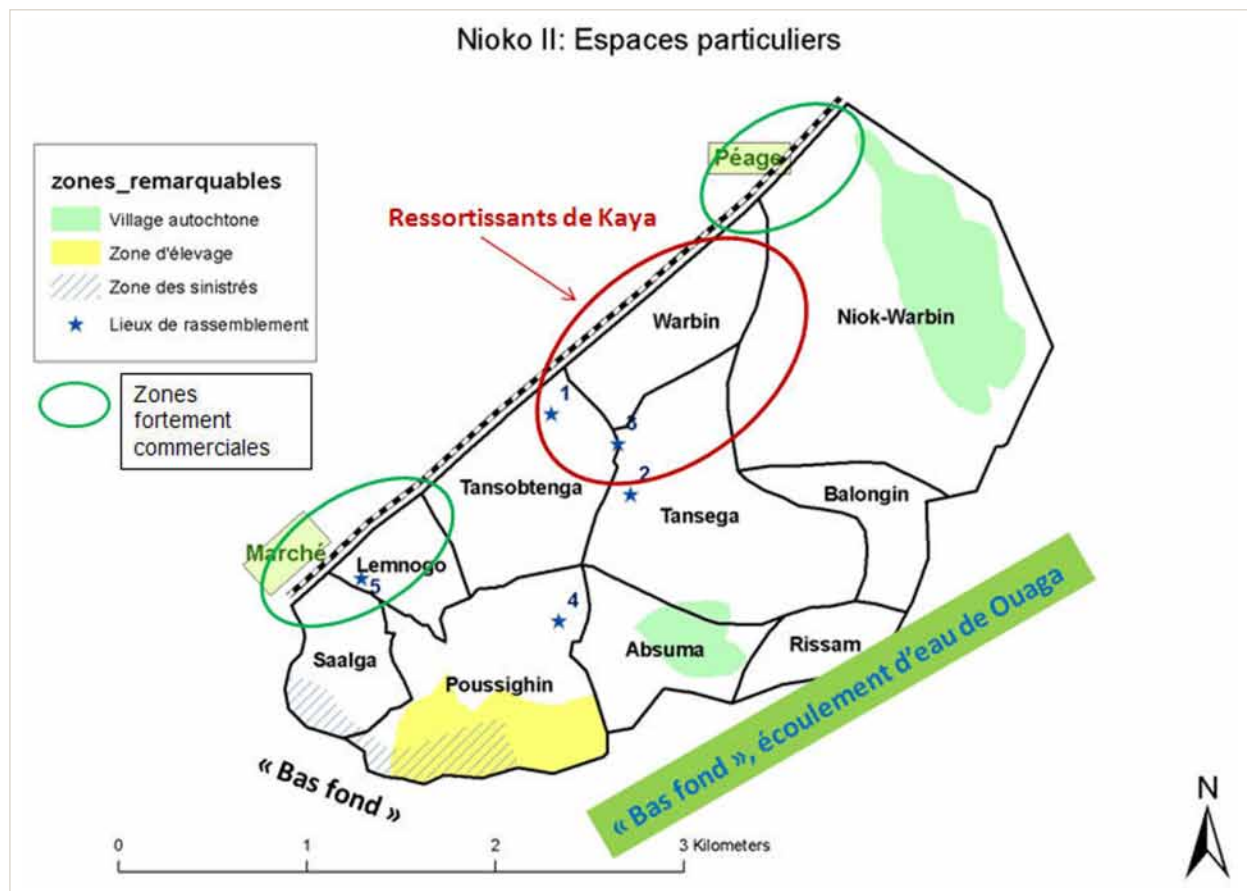 Nioko II: Espaces particuliers
zones_remarquables
Village autochtone
Zone d'élevage
Zone des sinistrés
Lieux de rassemblement
Zones
fortement
commerciales
Péage
Ressortissants de Kaya
Warbin
Niok-Warbin
1
3
2
Tansobtenga
Tansega
Balongin
Marché
Lemnogo
5
4
Saalga
Poussighin
Absuma
Rissam
« Bas fond »
« Bas fond », écoulement d'eau de Ouaga
N
0 1 2 3 Kilometers